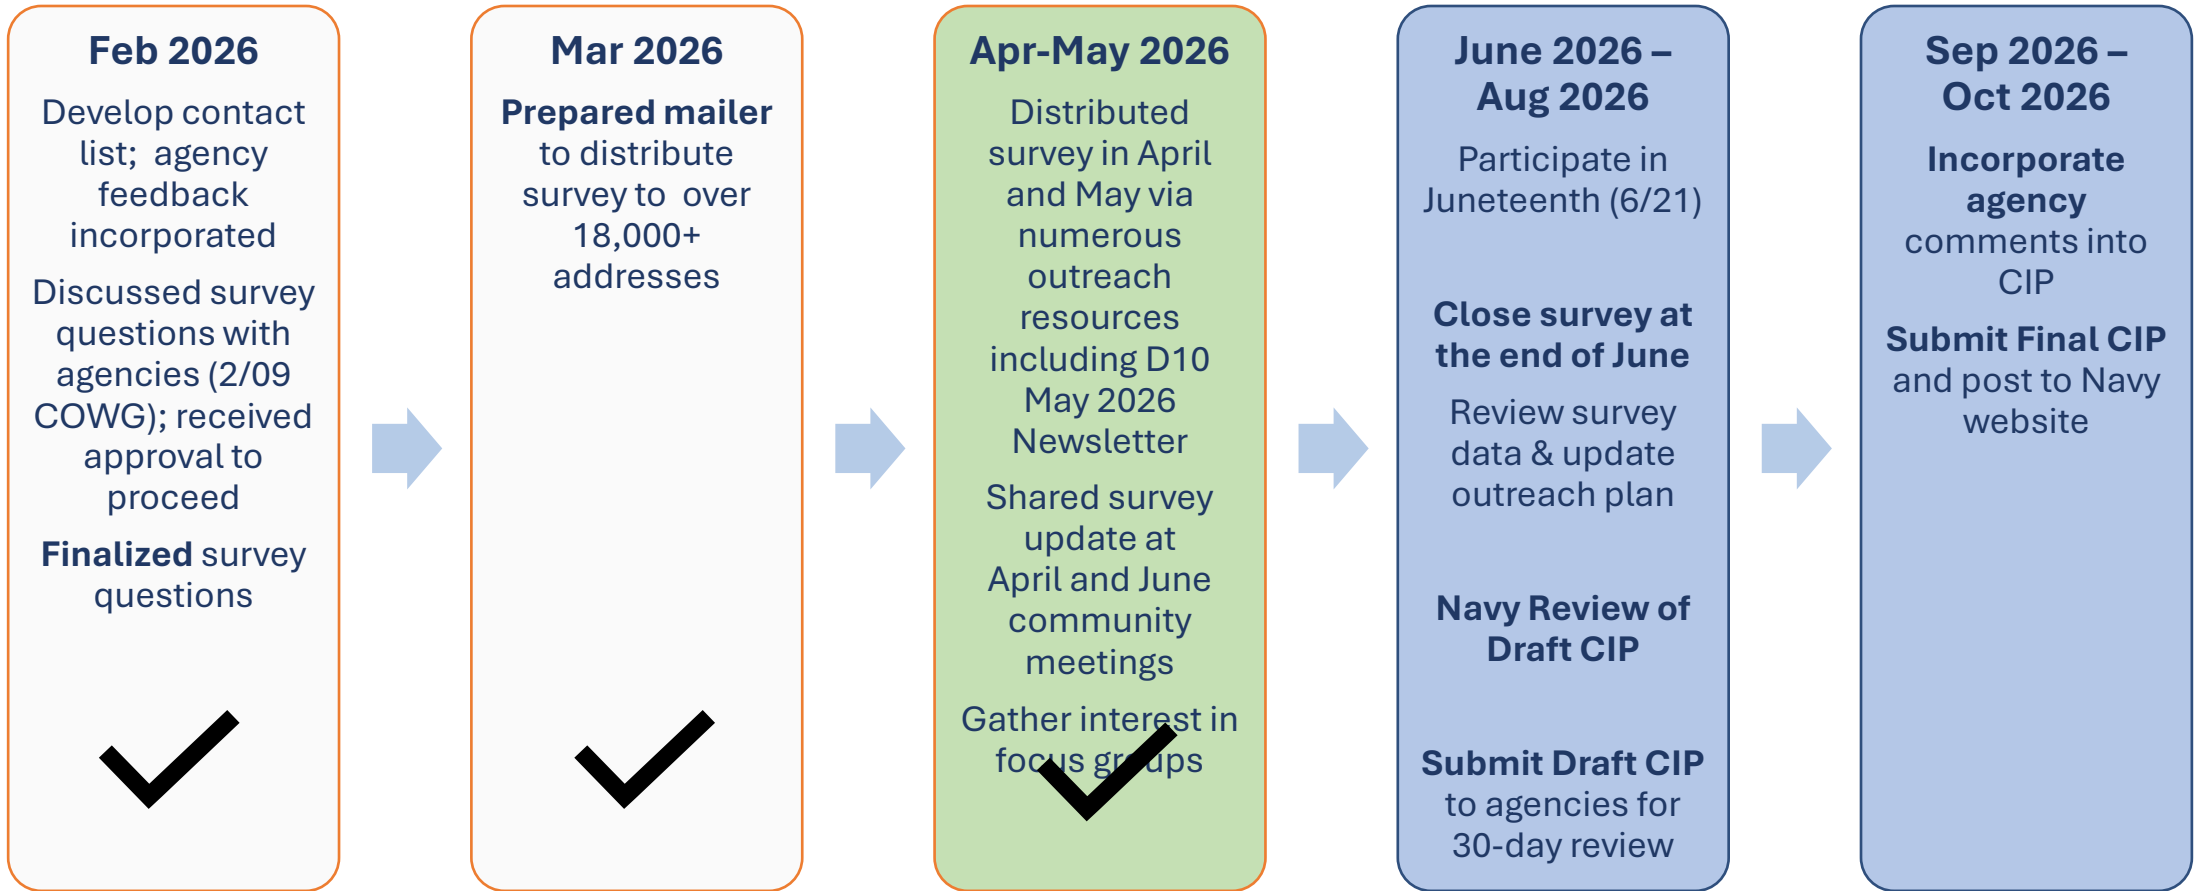 Feb 2026
Develop contact
list;  agency
feedback
incorporated
Discussed survey
questions with
agencies (2/09
COWG); received
approval to
proceed
Finalized survey
questions
Mar 2026
Prepared mailer
to distribute
survey to  over
18,000+
addresses
Apr-May 2026
Distributed
survey in April
and May via
numerous
outreach
resources
including D10
May 2026
Newsletter
Shared survey
update at
April and June
community
meetings
Gather interest in
focus groups
June 2026 –
Aug 2026
Participate in
Juneteenth (6/21)
Close survey at
the end of June
Review survey
data & update
outreach plan
Navy Review of
Draft CIP
Submit Draft CIP
to agencies for
30-day review
Sep 2026 –
Oct 2026
Incorporate
agency
comments into
CIP
Submit Final CIP
and post to Navy
website